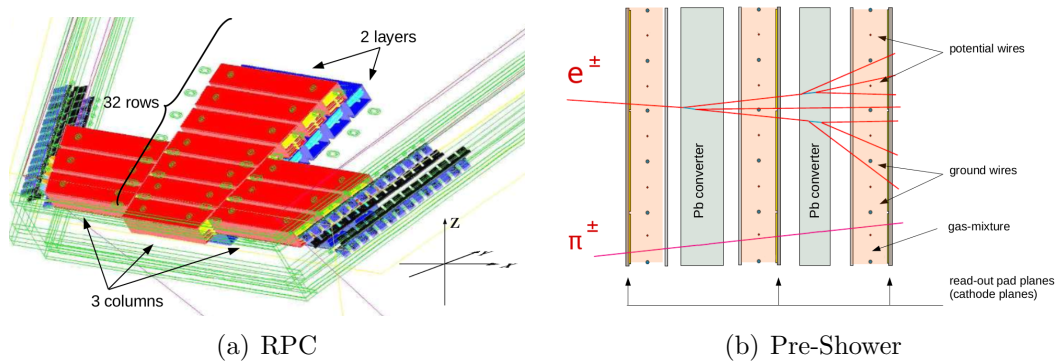 2 layers
32 rows
3 columns
Z
y
x
(a) RPC
e±
π±
Pb converter
Pb converter
potential wires
ground wires
gas-mixture
read-out pad planes
(cathode planes)
(b) Pre-Shower